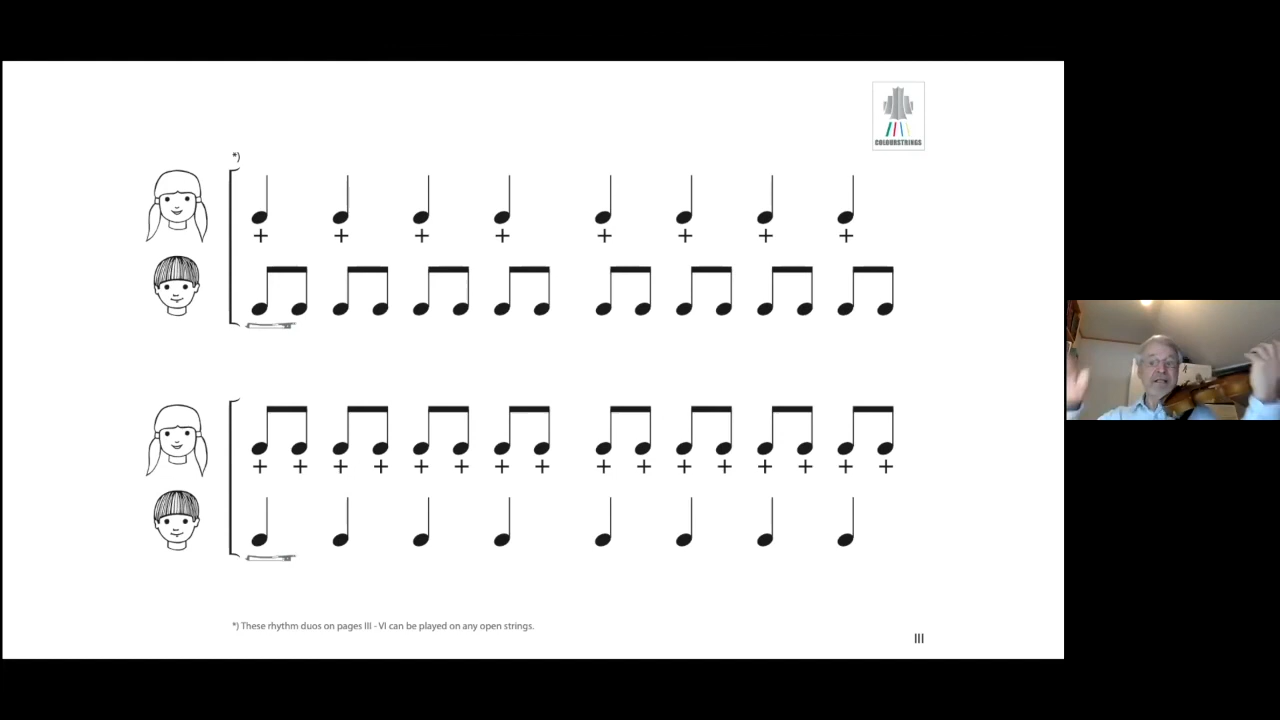 COLOURSTRINGS
*)
*) These rhythm duos on pages III - VI can be played on any open strings.
III